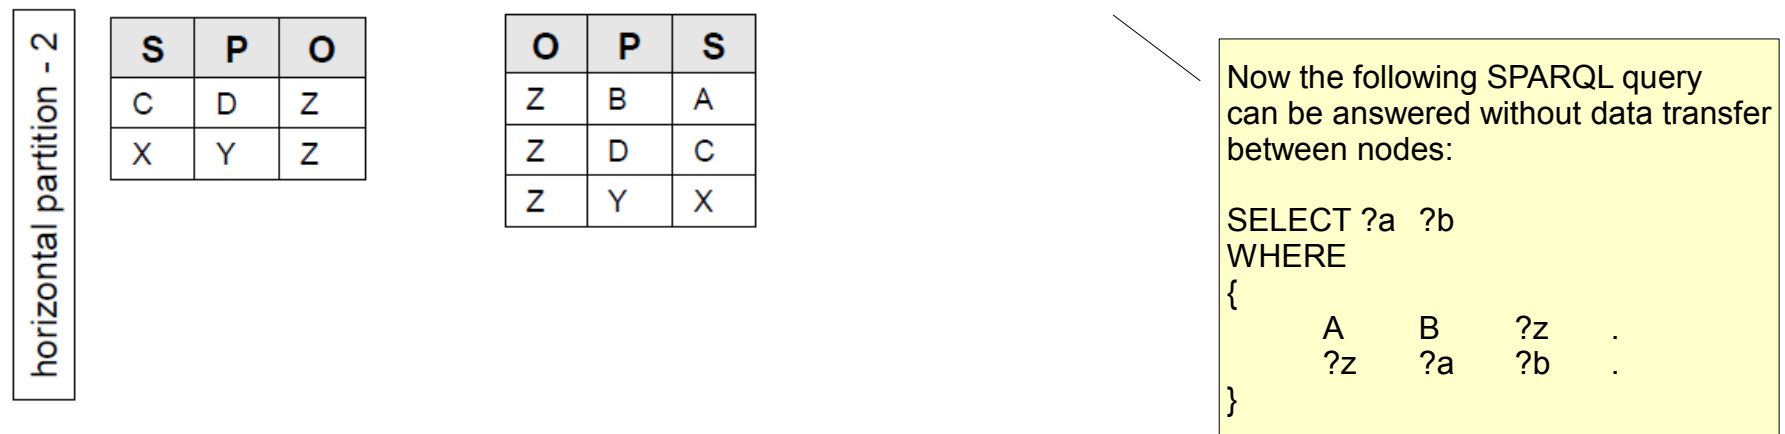 horizontal partition - 2
S P O
C D Z
X Y Z
O P S
Z B A
Z D C
Z Y X
Now the following SPARQL query
can be answered without data transfer
between nodes:
SELECT ?a ?b
WHERE
{
A B ?z .
?z ?a ?b .
}